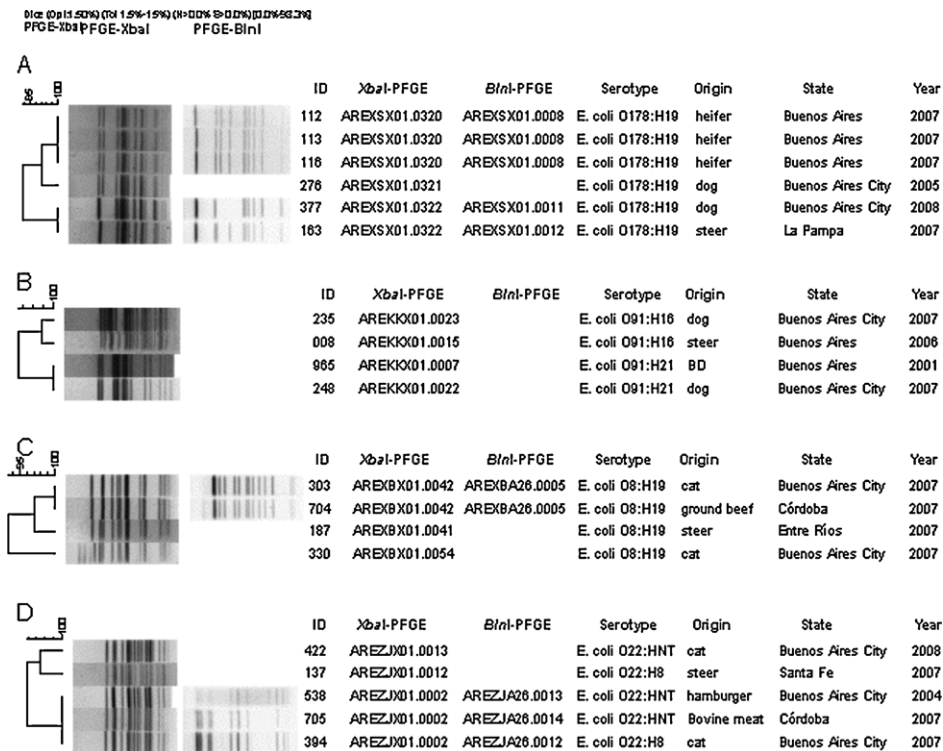 PFGE-XbaI PFGE-XbaI PFGE-BlnI
A
100
ID XbaI-PFGE BlnI-PFGE Serotype Origin State Year
112 AREXSX01.0320 AREXSX01.0008 E. coli O178:H19 heifer Buenos Aires 2007
113 AREXSX01.0320 AREXSX01.0008 E. coli O178:H19 heifer Buenos Aires 2007
116 AREXSX01.0320 AREXSX01.0008 E. coli O178:H19 heifer Buenos Aires 2007
276 AREXSX01.0321 E. coli O178:H19 dog Buenos Aires City 2005
377 AREXSX01.0322 AREXSX01.0011 E. coli O178:H19 dog Buenos Aires City 2008
163 AREXSX01.0322 AREXSX01.0012 E. coli O178:H19 steer La Pampa 2007
B
100
ID XbaI-PFGE BlnI-PFGE Serotype Origin State Year
235 AREKKX01.0023 E. coli O91:H16 dog Buenos Aires City 2007
008 AREKKX01.0015 E. coli O91:H16 steer Buenos Aires 2006
965 AREKKX01.0007 E. coli O91:H21 BD Buenos Aires 2001
248 AREKKX01.0022 E. coli O91:H21 dog Buenos Aires City 2007
C
95 100
ID XbaI-PFGE BlnI-PFGE Serotype Origin State Year
303 AREXBX01.0042 AREXBA26.0005 E. coli O8:H19 cat Buenos Aires City 2007
704 AREXBX01.0042 AREXBA26.0005 E. coli O8:H19 ground beef Córdoba 2007
187 AREXBX01.0041 E. coli O8:H19 steer Entre Ríos 2007
330 AREXBX01.0054 E. coli O8:H19 cat Buenos Aires City 2007
D
100
ID XbaI-PFGE BlnI-PFGE Serotype Origin State Year
422 AREZJX01.0013 E. coli O22:HNT cat Buenos Aires City 2008
137 AREZJX01.0012 E. coli O22:H8 steer Santa Fe 2007
538 AREZJX01.0002 AREZJA26.0013 E. coli O22:HNT hamburger Buenos Aires City 2004
705 AREZJX01.0002 AREZJA26.0014 E. coli O22:HNT Bovine meat Córdoba 2007
394 AREZJX01.0002 AREZJA26.0012 E. coli O22:H8 cat Buenos Aires City 2007